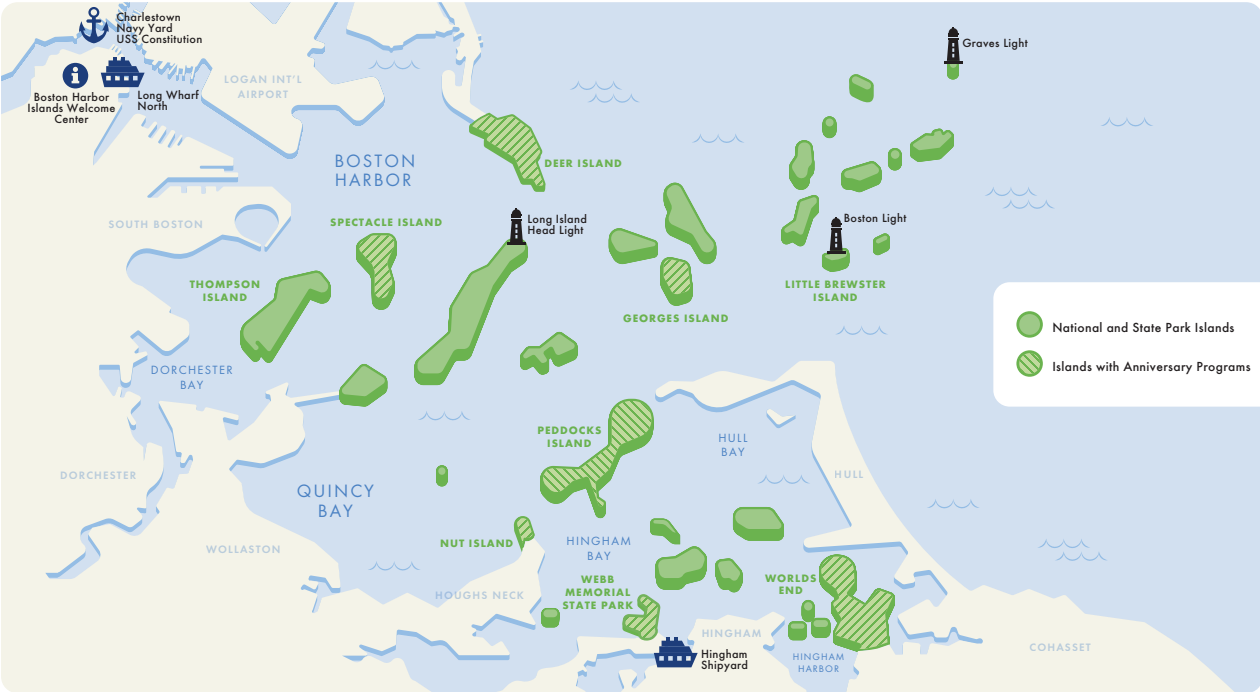 Charlestown
Navy Yard
USS Constitution
Boston Harbor
Islands Welcome
Center
Long Wharf
North
LOGAN INT'L
AIRPORT
Graves Light
BOSTON
HARBOR
DEER ISLAND
SOUTH BOSTON
SPECTACLE ISLAND
Long Island
Head Light
Boston Light
THOMPSON
ISLAND
LITTLE BREWSTER
ISLAND
GEORGES ISLAND
National and State Park Islands
Islands with Anniversary Programs
DORCHESTER
BAY
PEDDOCKS
ISLAND
HULL
BAY
DORCHESTER
HULL
QUINCY
BAY
NUT ISLAND
HINGHAM
BAY
WOLLASTON
WEBB
MEMORIAL
STATE PARK
WORLDS
END
HOUGHS NECK
HINGHAM
Hingham
Shipyard
HINGHAM
HARBOR
COHASSET